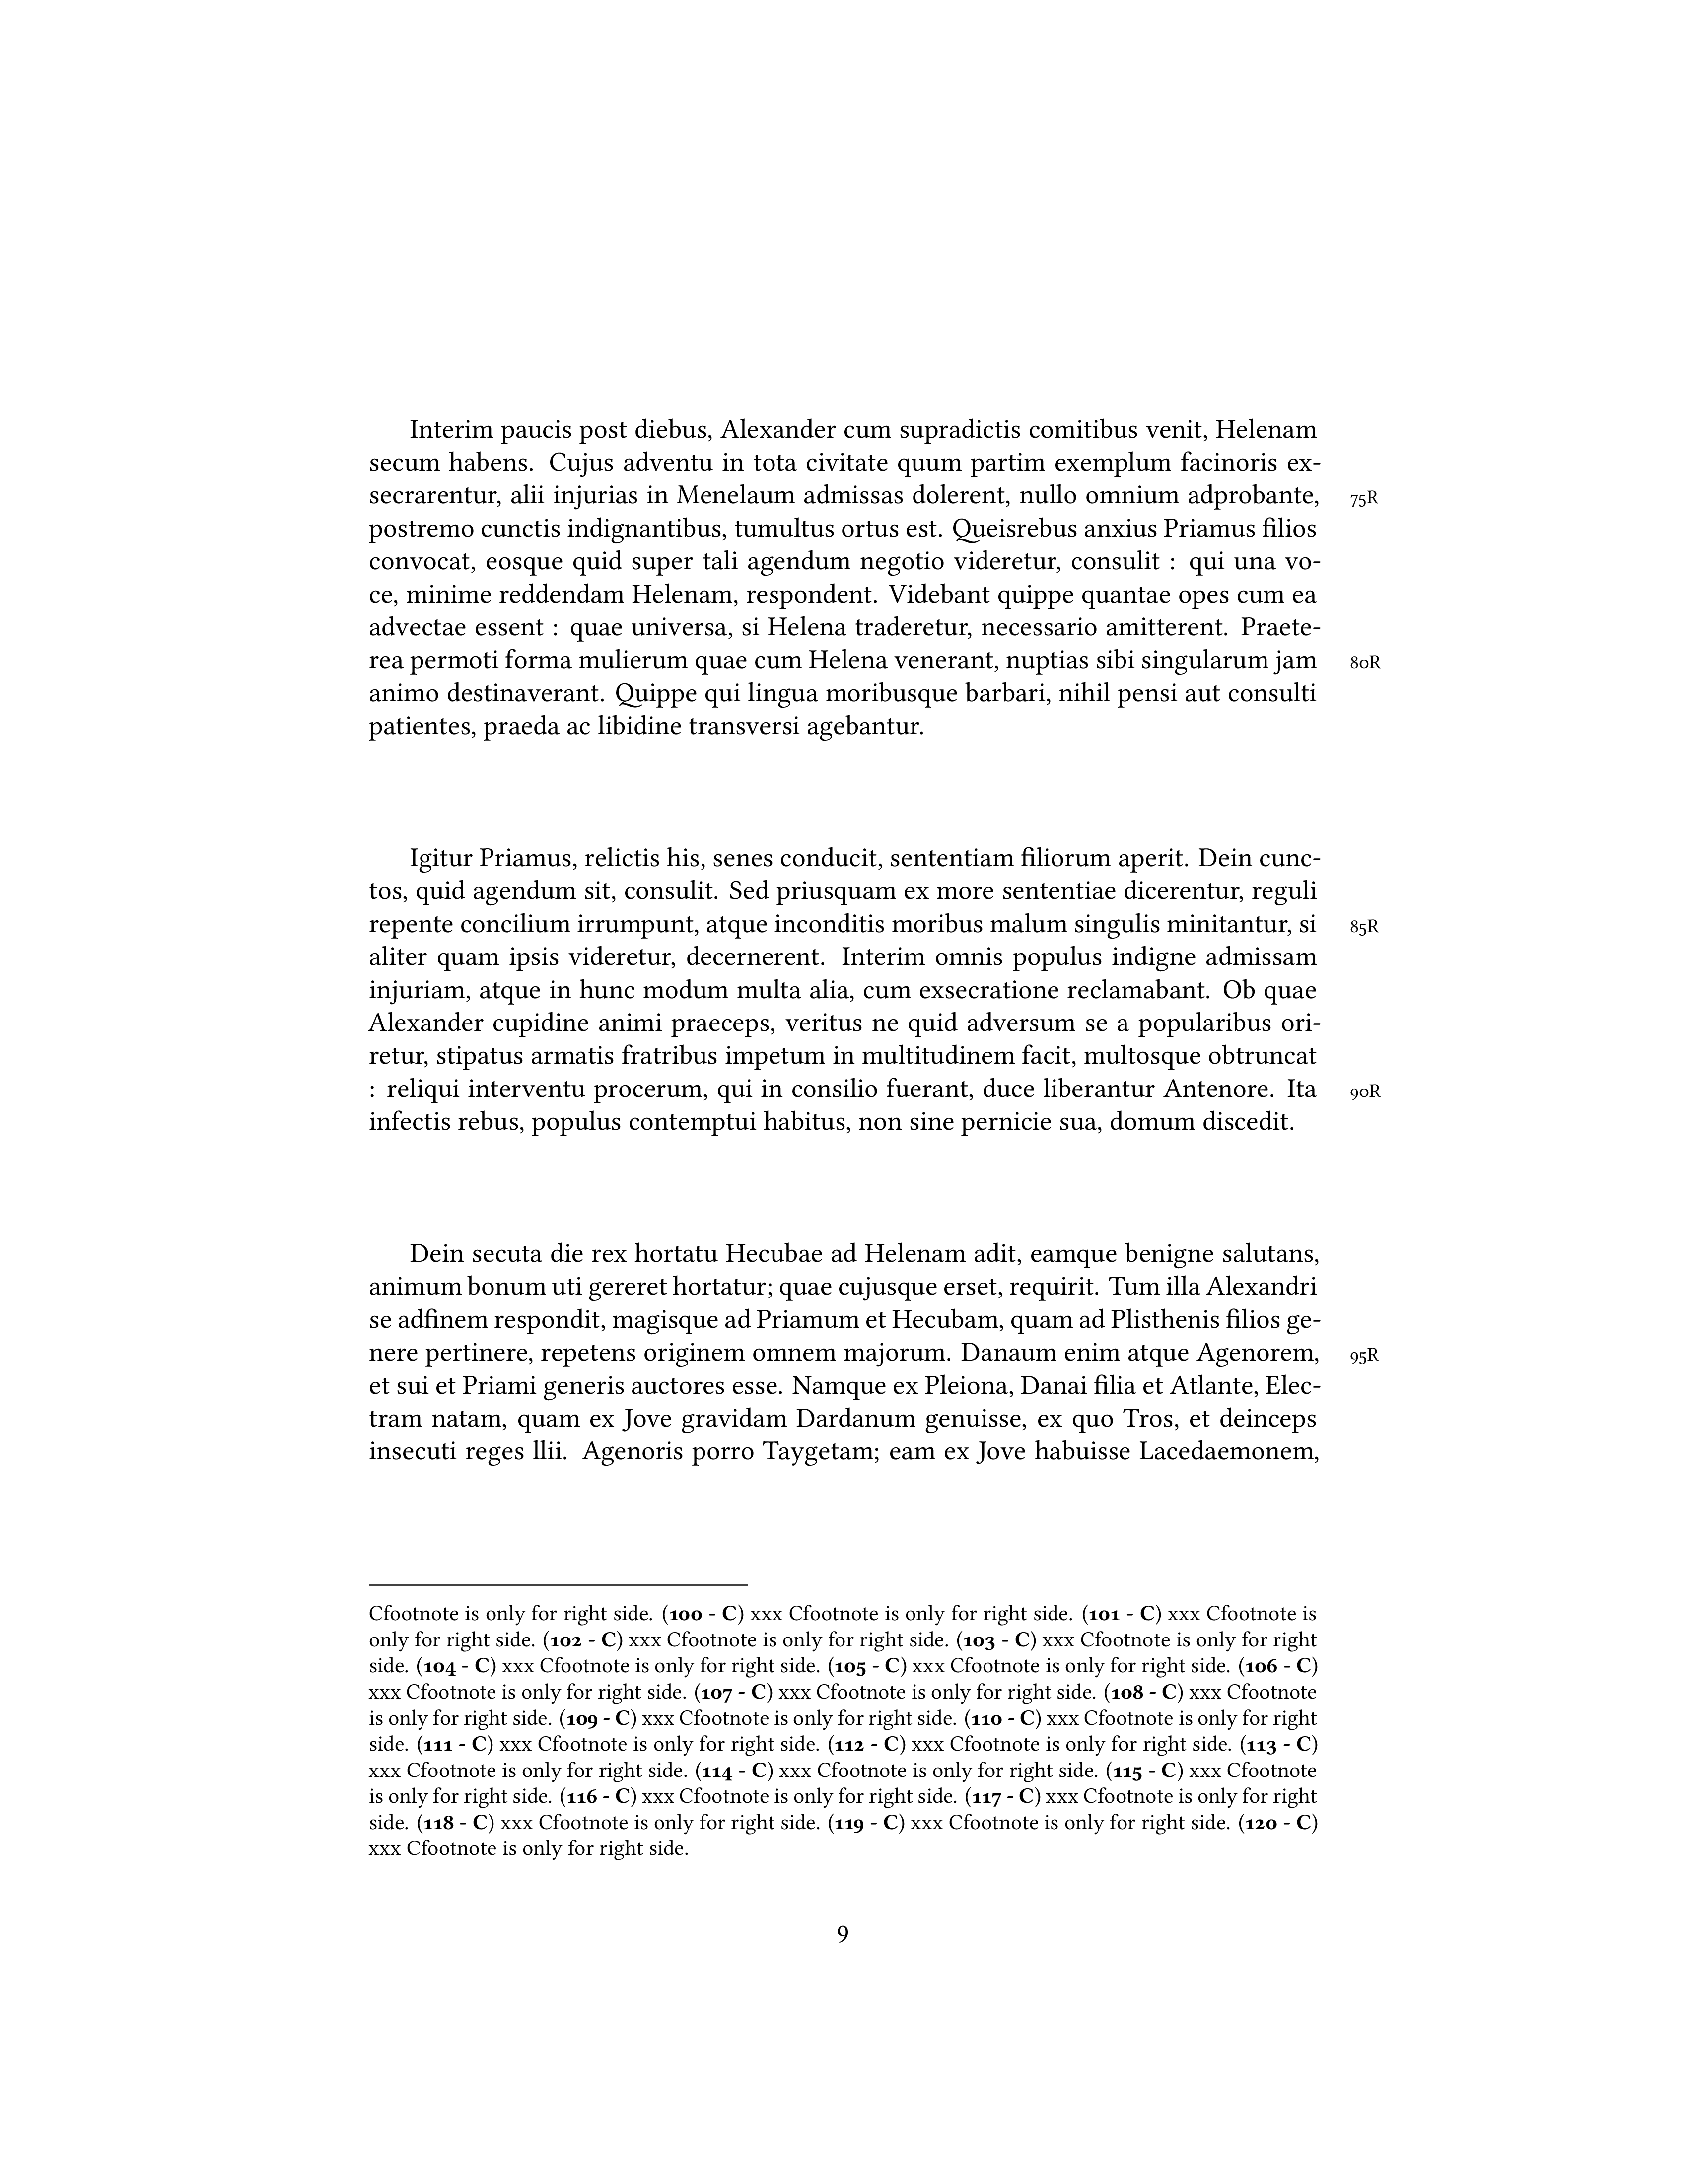 Interim paucis post diebus, Alexander cum supradictis comitibus venit, Helenam
secum habens. Cujus adventu in tota civitate quum partim exemplum facinoris ex-
secrarentur, alii injurias in Menelaum admissas dolerent, nullo omnium adprobante, 75R
postremo cunctis indignantibus, tumultus ortus est. Queisrebus anxius Priamus filios
convocat, eosque quid super tali agendum negotio videretur, consulit : qui una vo-
ce, minime reddendam Helenam, respondent. Videbant quippe quantae opes cum ea
advectae essent : quae universa, si Helena traderetur, necessario amitterent. Praete-
rea permoti forma mulierum quae cum Helena venerant, nuptias sibi singularum jam 80R
animo destinaverant. Quippe qui lingua moribusque barbari, nihil pensi aut consulti
patientes, praeda ac libidine transversi agebantur.
Igitur Priamus, relictis his, senes conducit, sententiam filiorum aperit. Dein cunc-
tos, quid agendum sit, consulit. Sed priusquam ex more sententiae dicerentur, reguli
repente concilium irrumpunt, atque inconditis moribus malum singulis minitantur, si 85R
aliter quam ipsis videretur, decernerent. Interim omnis populus indigne admissam
injuriam, atque in hunc modum multa alia, cum exsecratione reclamabant. Ob quae
Alexander cupidine animi praeceps, veritus ne quid adversum se a popularibus ori-
retur, stipatus armatis fratribus impetum in multitudinem facit, multosque obtruncat
: reliqui interventu procerum, qui in consilio fuerant, duce liberantur Antenore. Ita 90R
infectis rebus, populus contemptui habitus, non sine pernicie sua, domum discedit.
Dein secuta die rex hortatu Hecubae ad Helenam adit, eamque benigne salutans,
animum bonum uti gereret hortatur; quae cujusque erset, requirit. Tum illa Alexandri
se adfinem respondit, magisque ad Priamum et Hecubam, quam ad Plisthenis filios ge-
nere pertinere, repetens originem omnem majorum. Danaum enim atque Agenorem, 95R
et sui et Priami generis auctores esse. Namque ex Pleiona, Danai filia et Atlante, Elec-
tram natam, quam ex Jove gravidam Dardanum genuisse, ex quo Tros, et deinceps
insecuti reges llii. Agenoris porro Taygetam; eam ex Jove habuisse Lacedaemonem,
Cfootnote is only for right side. (100 - C) xxx Cfootnote is only for right side. (101 - C) xxx Cfootnote is
only for right side. (102 - C) xxx Cfootnote is only for right side. (103 - C) xxx Cfootnote is only for right
side. (104 - C) xxx Cfootnote is only for right side. (105 - C) xxx Cfootnote is only for right side. (106 - C)
xxx Cfootnote is only for right side. (107 - C) xxx Cfootnote is only for right side. (108 - C) xxx Cfootnote
is only for right side. (109 - C) xxx Cfootnote is only for right side. (110 - C) xxx Cfootnote is only for right
side. (111 - C) xxx Cfootnote is only for right side. (112 - C) xxx Cfootnote is only for right side. (113 - C)
xxx Cfootnote is only for right side. (114 - C) xxx Cfootnote is only for right side. (115 - C) xxx Cfootnote
is only for right side. (116 - C) xxx Cfootnote is only for right side. (117 - C) xxx Cfootnote is only for right
side. (118 - C) xxx Cfootnote is only for right side. (119 - C) xxx Cfootnote is only for right side. (120 - C)
xxx Cfootnote is only for right side.
9